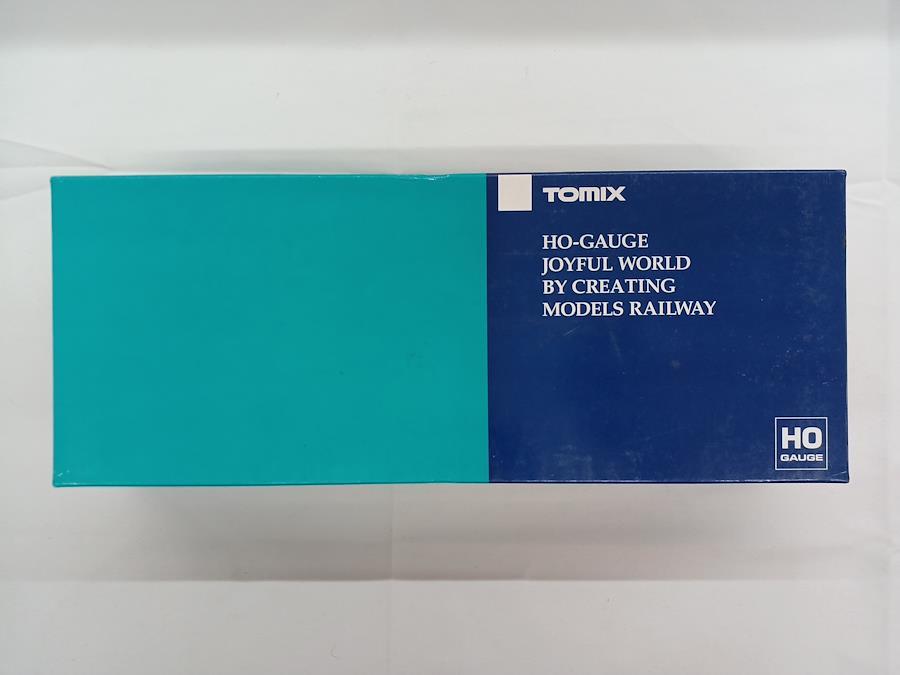 TOMIX
HO-GAUGE
JOYFUL WORLD
BY CREATING
MODELS RAILWAY
HO
GAUGE